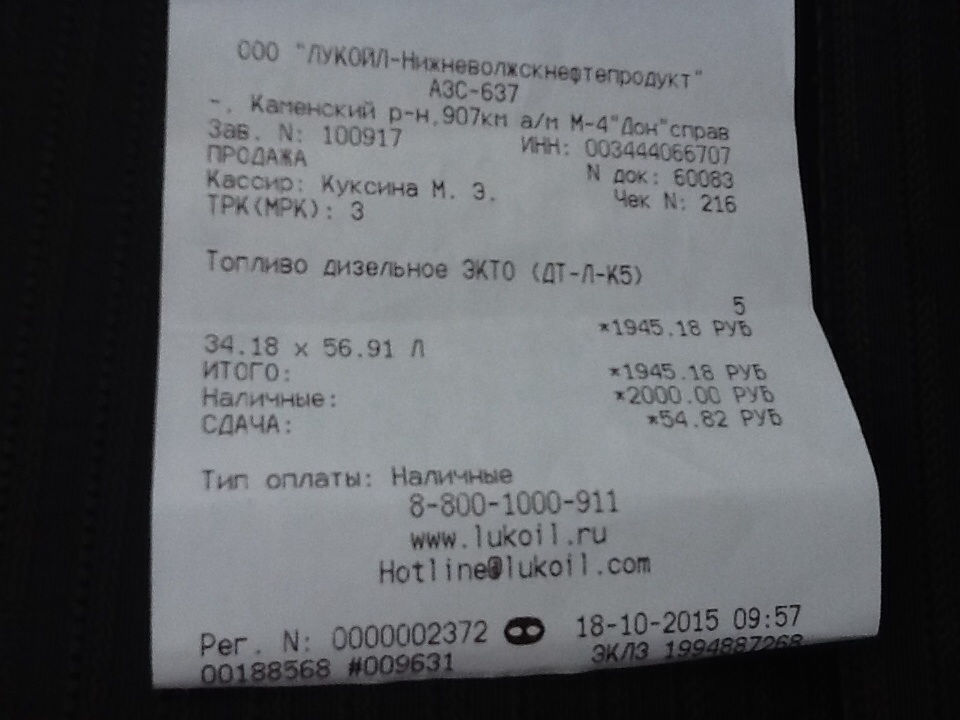 ООО "ЛУКОЙЛ-Нижневолжскнефтепродукт"
АЗС-637
-, Каменский р-н,907км а/м М-4"Дон"справ
Зав. N: 100917 ИНН: 003444066707
ПРОДАЖА N док: 60083
Кассир: Куксина М. Э. Чек N: 216
ТРК(МРК): 3
Топливо дизельное ЭКТО (ДТ-Л-К5)
5
34.18 x 56.91 Л *1945.18 РУБ
ИТОГО: *1945.18 РУБ
Наличные: *2000.00 РУБ
СДАЧА: *54.82 РУБ
Тип оплаты: Наличные
8-800-1000-911
www.lukoil.ru
Hotline@lukoil.com
Рег. N: 0000002372 18-10-2015 09:57
00188568 #009631 ЭКЛЗ 1994887268